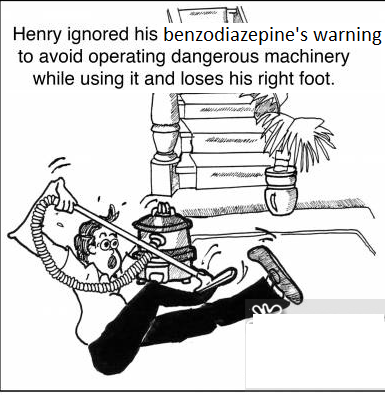 Henry ignored his benzodiazepine's warning
to avoid operating dangerous machinery
while using it and loses his right foot.